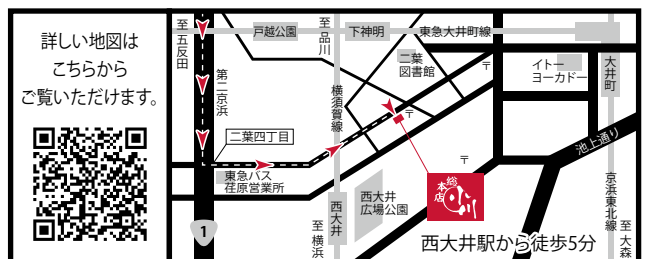 詳しい地図は
こちらから
ご覧いただけます。
至五反田
第二京浜
戸越公園
至品川
下神明
東急大井町線
二葉
図書館
〒
イトー
ヨーカドー
大井町
横須賀線
〒
二葉四丁目
池上通り
東急バス
荏原営業所
〒
西大井
西大井
広場公園
総本店
小川
京浜東北線
1
至横浜
西大井駅から徒歩5分
至大森